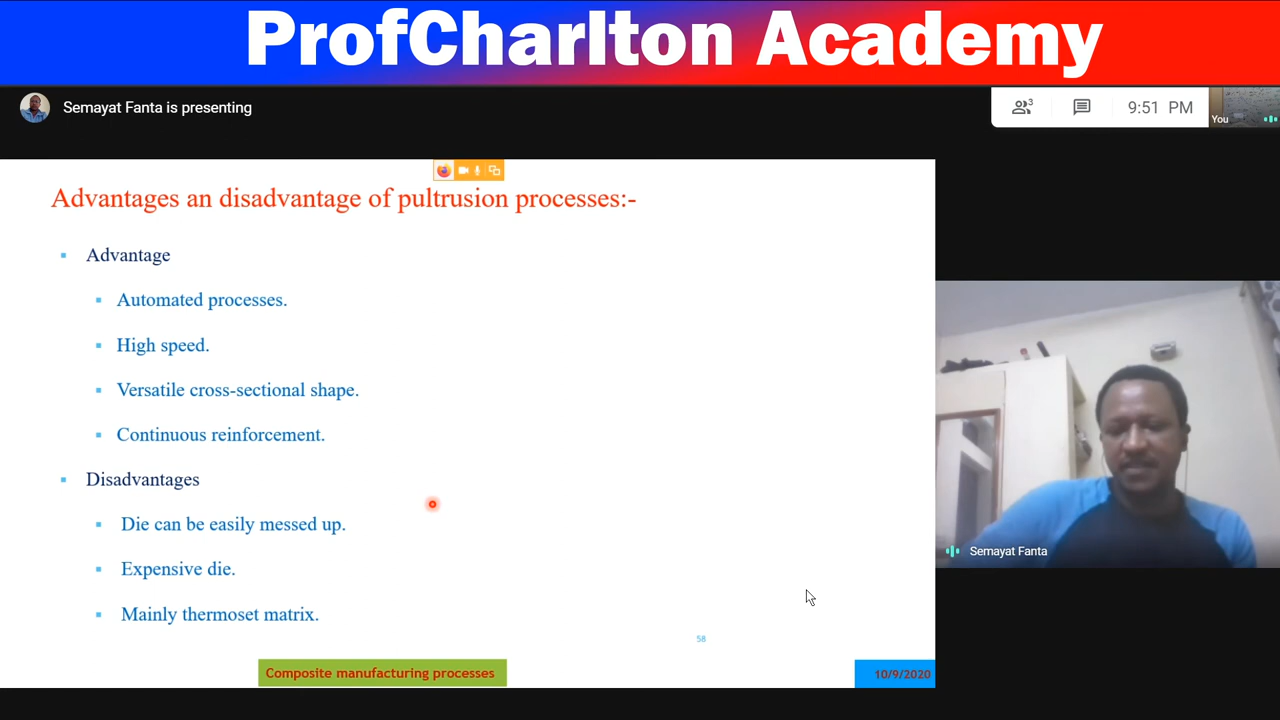 ProfCharlton Academy
Semayat Fanta is presenting
3
9:51 PM
You
Advantages an disadvantage of pultrusion processes:-
Advantage
Automated processes.
High speed.
Versatile cross-sectional shape.
Continuous reinforcement.
Disadvantages
Die can be easily messed up.
Expensive die.
Mainly thermoset matrix.
Semayat Fanta
58
Composite manufacturing processes
10/9/2020